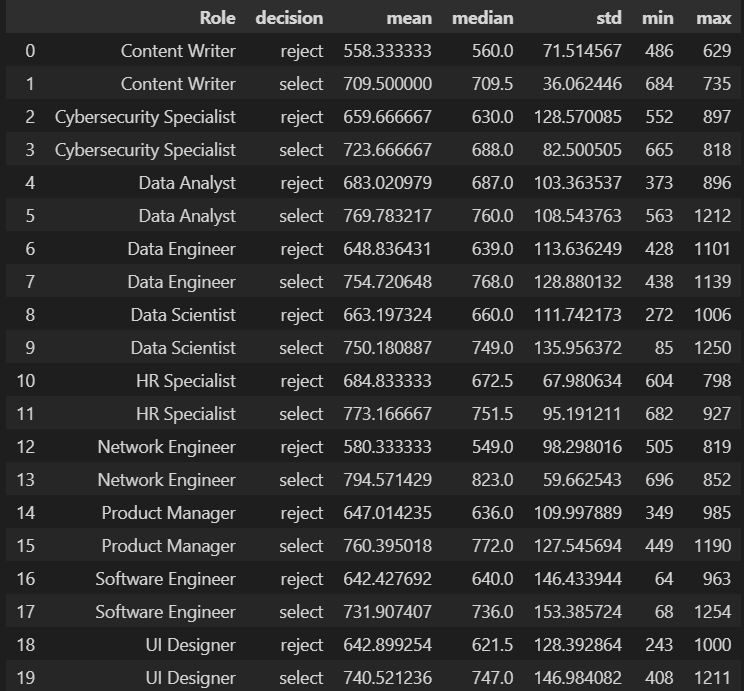 Role decision mean median std min max
0 Content Writer reject 558.333333 560.0 71.514567 486 629
1 Content Writer select 709.500000 709.5 36.062446 684 735
2 Cybersecurity Specialist reject 659.666667 630.0 128.570085 552 897
3 Cybersecurity Specialist select 723.666667 688.0 82.500505 665 818
4 Data Analyst reject 683.020979 687.0 103.363537 373 896
5 Data Analyst select 769.783217 760.0 108.543763 563 1212
6 Data Engineer reject 648.836431 639.0 113.636249 428 1101
7 Data Engineer select 754.720648 768.0 128.880132 438 1139
8 Data Scientist reject 663.197324 660.0 111.742173 272 1006
9 Data Scientist select 750.180887 749.0 135.956372 85 1250
10 HR Specialist reject 684.833333 672.5 67.980634 604 798
11 HR Specialist select 773.166667 751.5 95.191211 682 927
12 Network Engineer reject 580.333333 549.0 98.298016 505 819
13 Network Engineer select 794.571429 823.0 59.662543 696 852
14 Product Manager reject 647.014235 636.0 109.997889 349 985
15 Product Manager select 760.395018 772.0 127.545694 449 1190
16 Software Engineer reject 642.427692 640.0 146.433944 64 963
17 Software Engineer select 731.907407 736.0 153.385724 68 1254
18 UI Designer reject 642.899254 621.5 128.392864 243 1000
19 UI Designer select 740.521236 747.0 146.984082 408 1211